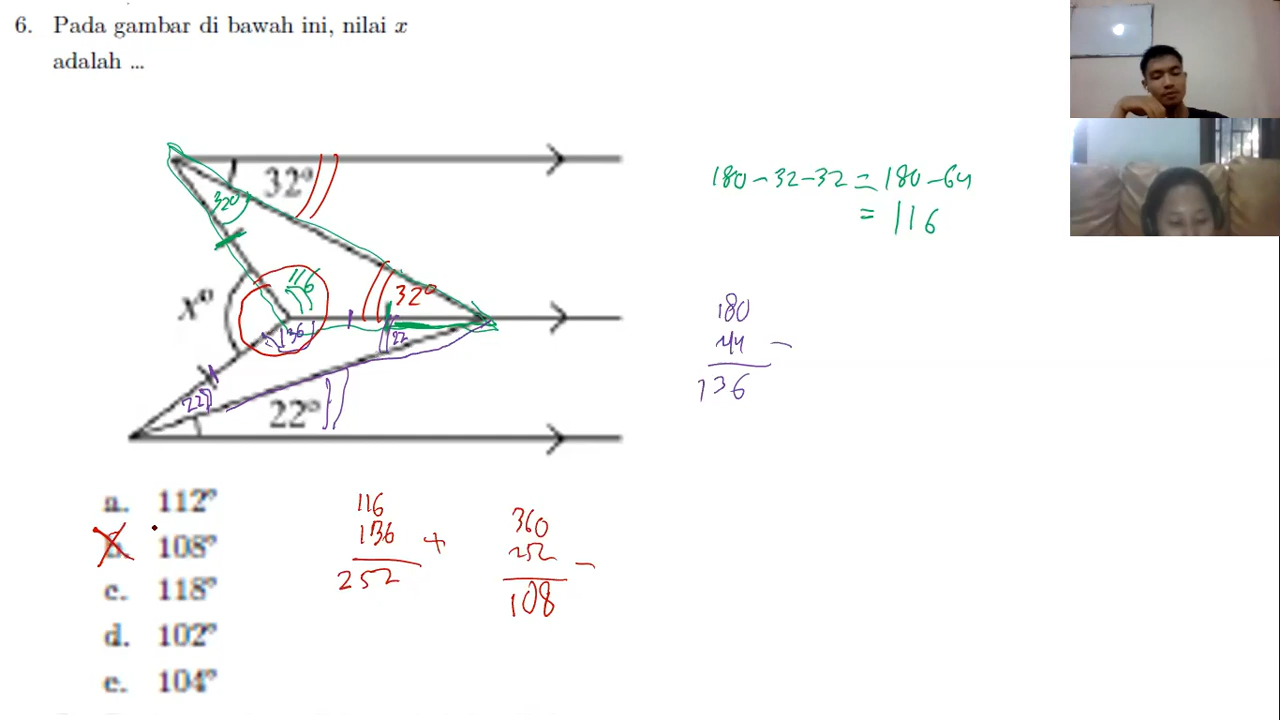 6. Pada gambar di bawah ini, nilai x
adalah ...
32°
32°
180 - 32 - 32 = 180 - 64
= 116
x°
116
32°
136
22
180
44 -
136
22
22°
a. 112°
b. 108°
c. 118°
d. 102°
e. 104°
116
136 +
252
360
252 -
108